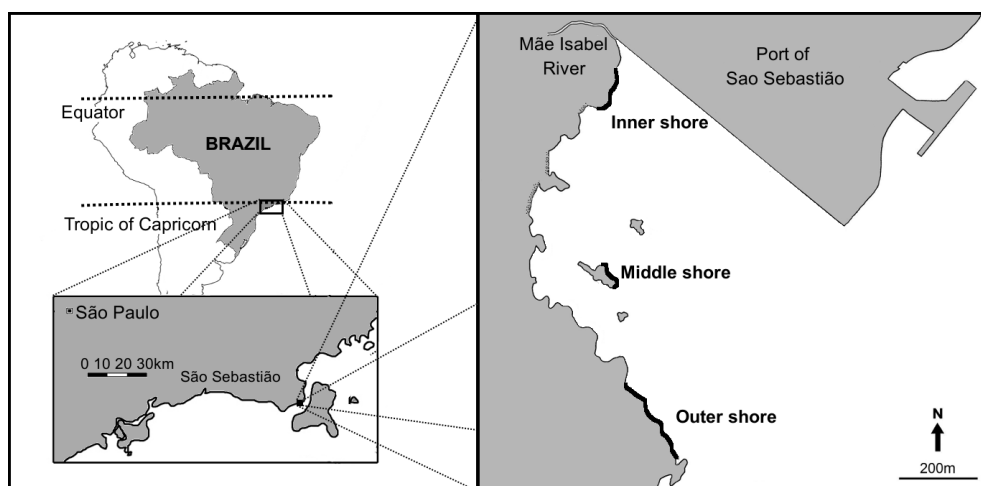 Equator
BRAZIL
Tropic of Capricorn
São Paulo
0 10 20 30km
São Sebastião
Mãe Isabel
River
Port of
Sao Sebastião
Inner shore
Middle shore
Outer shore
N
200m